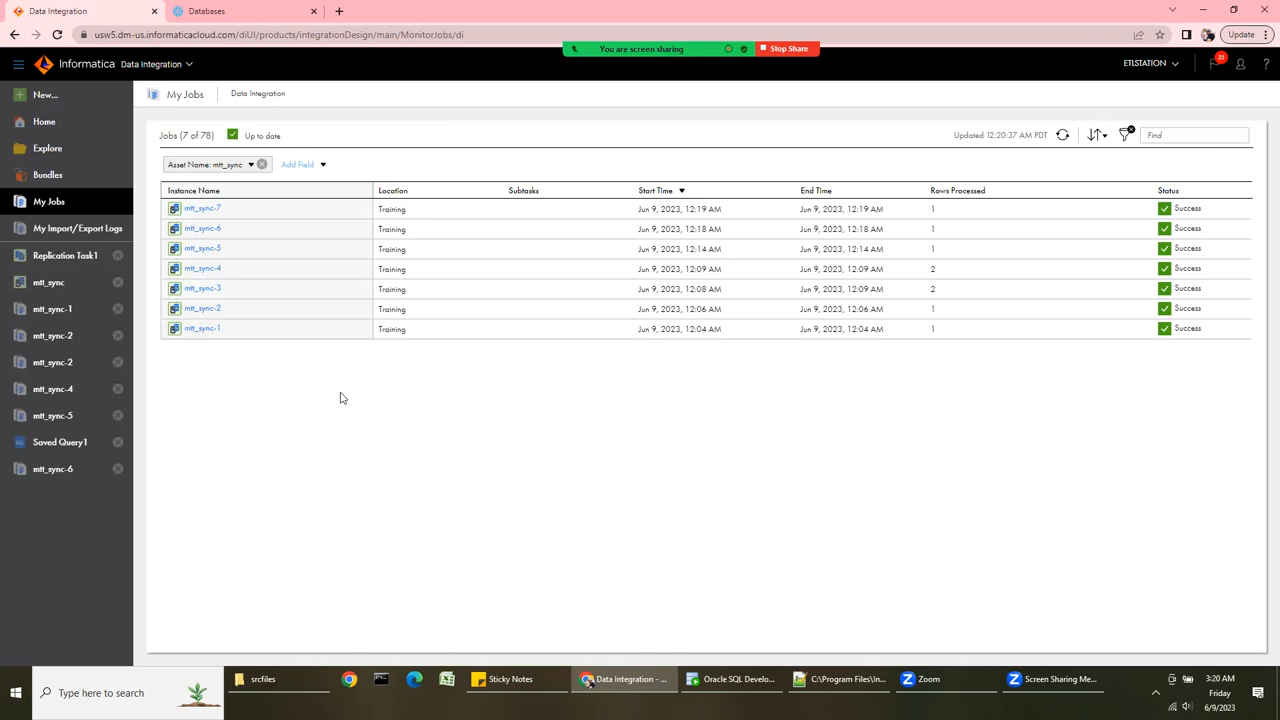 Data Integration
Databases
usw5.dm-us.informaticacloud.com/diUI/products/integrationDesign/main/MonitorJobs/di
Update
You are screen sharing
Stop Share
Informatica Data Integration
ETLSTATION
23
New...
Home
Explore
Bundles
My Jobs
My Import/Export Logs
Replication Task1
mtt_sync
mtt_sync-1
mtt_sync-2
mtt_sync-2
mtt_sync-4
mtt_sync-5
Saved Query1
mtt_sync-6
My Jobs Data Integration
Jobs (7 of 78) Up to date
Updated 12:20:37 AM PDT
Find
Asset Name: mtt_sync
Add Field
Instance Name Location Subtasks Start Time End Time Rows Processed Status
mtt_sync-7 Training Jun 9, 2023, 12:19 AM Jun 9, 2023, 12:19 AM 1 Success
mtt_sync-6 Training Jun 9, 2023, 12:18 AM Jun 9, 2023, 12:18 AM 1 Success
mtt_sync-5 Training Jun 9, 2023, 12:14 AM Jun 9, 2023, 12:14 AM 1 Success
mtt_sync-4 Training Jun 9, 2023, 12:09 AM Jun 9, 2023, 12:09 AM 2 Success
mtt_sync-3 Training Jun 9, 2023, 12:08 AM Jun 9, 2023, 12:09 AM 2 Success
mtt_sync-2 Training Jun 9, 2023, 12:06 AM Jun 9, 2023, 12:06 AM 1 Success
mtt_sync-1 Training Jun 9, 2023, 12:04 AM Jun 9, 2023, 12:04 AM 1 Success
Type here to search
srcfiles
Sticky Notes
Data Integration - ...
Oracle SQL Develo...
C:\Program Files\In...
Zoom
Screen Sharing Me...
3:20 AM
Friday
6/9/2023